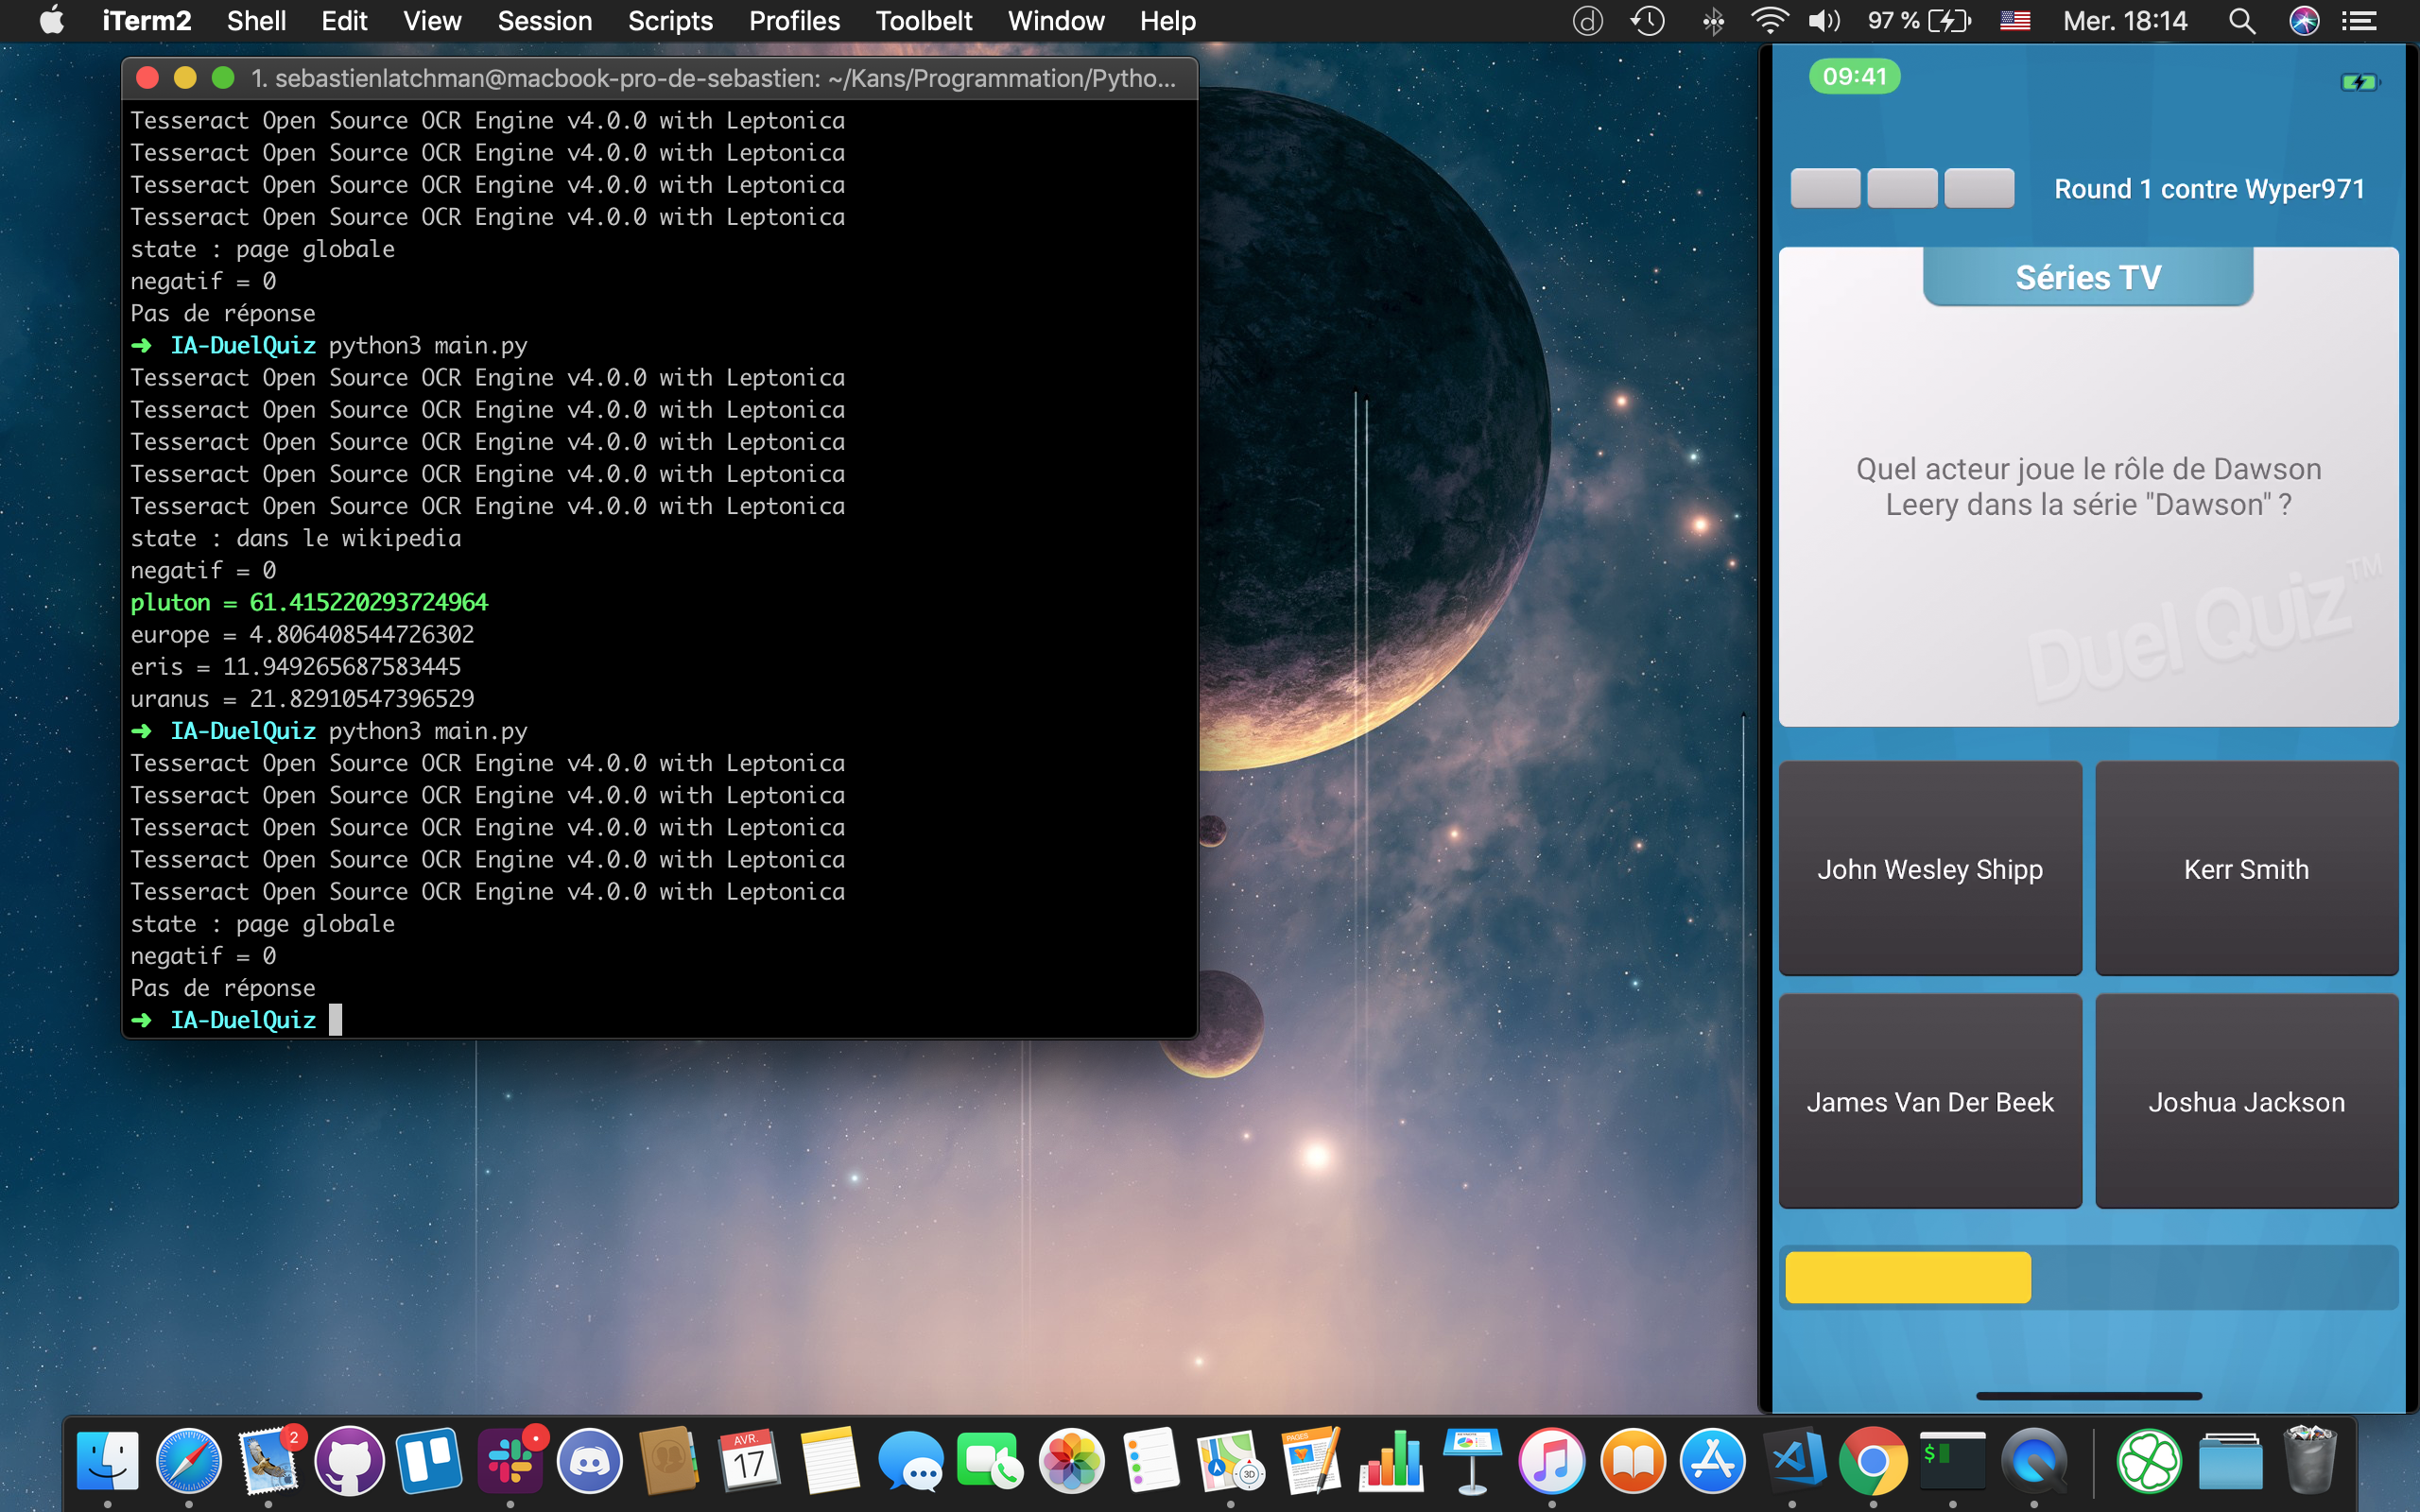 iTerm2 Shell Edit View Session Scripts Profiles Toolbelt Window Help 97 % Mer. 18:14
1. sebastienlatchman@macbook-pro-de-sebastien: ~/Kans/Programmation/Pytho...
Tesseract Open Source OCR Engine v4.0.0 with Leptonica
Tesseract Open Source OCR Engine v4.0.0 with Leptonica
Tesseract Open Source OCR Engine v4.0.0 with Leptonica
Tesseract Open Source OCR Engine v4.0.0 with Leptonica
state : page globale
negatif = 0
Pas de réponse
➜ IA-DuelQuiz python3 main.py
Tesseract Open Source OCR Engine v4.0.0 with Leptonica
Tesseract Open Source OCR Engine v4.0.0 with Leptonica
Tesseract Open Source OCR Engine v4.0.0 with Leptonica
Tesseract Open Source OCR Engine v4.0.0 with Leptonica
Tesseract Open Source OCR Engine v4.0.0 with Leptonica
state : dans le wikipedia
negatif = 0
pluton = 61.415220293724964
europe = 4.806408544726302
eris = 11.949265687583445
uranus = 21.82910547396529
➜ IA-DuelQuiz python3 main.py
Tesseract Open Source OCR Engine v4.0.0 with Leptonica
Tesseract Open Source OCR Engine v4.0.0 with Leptonica
Tesseract Open Source OCR Engine v4.0.0 with Leptonica
Tesseract Open Source OCR Engine v4.0.0 with Leptonica
Tesseract Open Source OCR Engine v4.0.0 with Leptonica
state : page globale
negatif = 0
Pas de réponse
➜ IA-DuelQuiz
09:41
Round 1 contre Wyper971
Séries TV
Quel acteur joue le rôle de Dawson
Leery dans la série "Dawson" ?
Duel Quiz™
John Wesley Shipp
Kerr Smith
James Van Der Beek
Joshua Jackson
2
AVR.
17
3D
PAGES
$